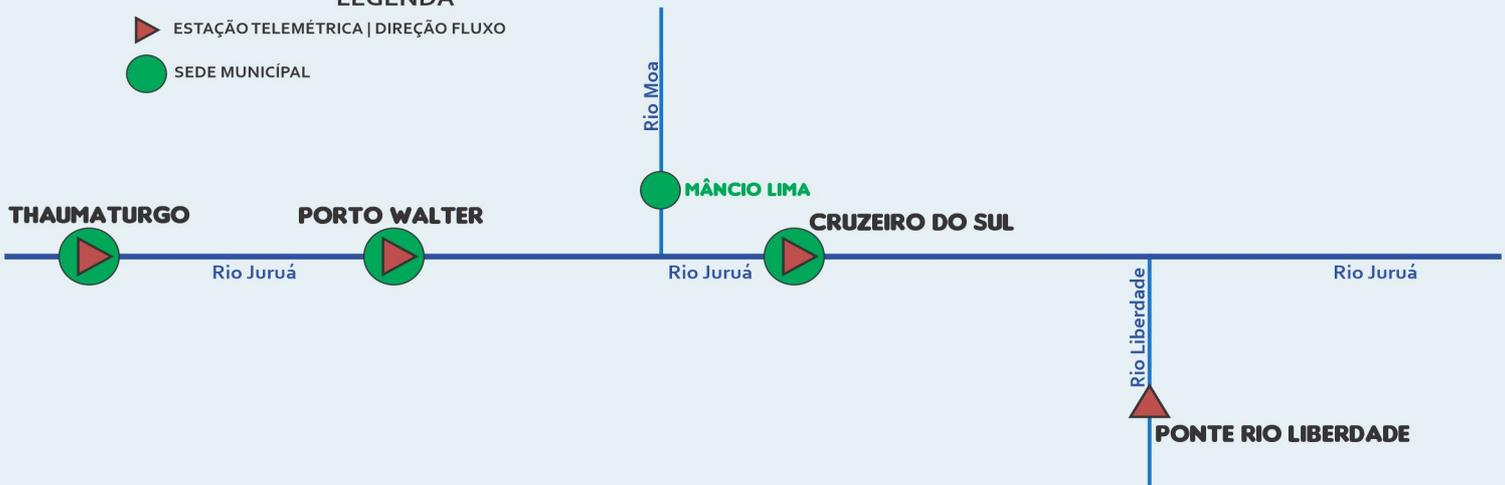 LEGENDA
ESTAÇÃO TELEMÉTRICA | DIREÇÃO FLUXO
SEDE MUNICÍPAL
Rio Moa
MÂNCIO LIMA
THAUMATURGO
PORTO WALTER
CRUZEIRO DO SUL
Rio Juruá
Rio Juruá
Rio Juruá
Rio Liberdade
PONTE RIO LIBERDADE